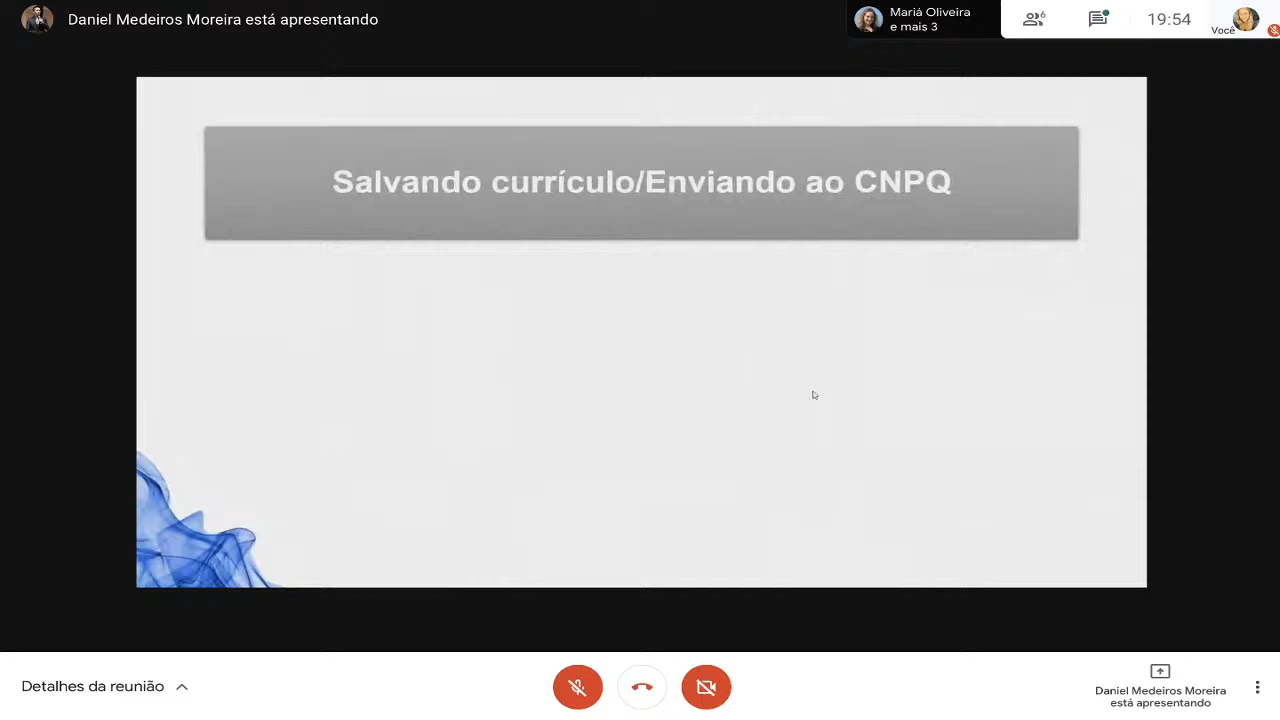 Daniel Medeiros Moreira está apresentando
Mariá Oliveira
e mais 3
6
19:54
Você
Salvando currículo/Enviando ao CNPQ
Detalhes da reunião
Daniel Medeiros Moreira
está apresentando